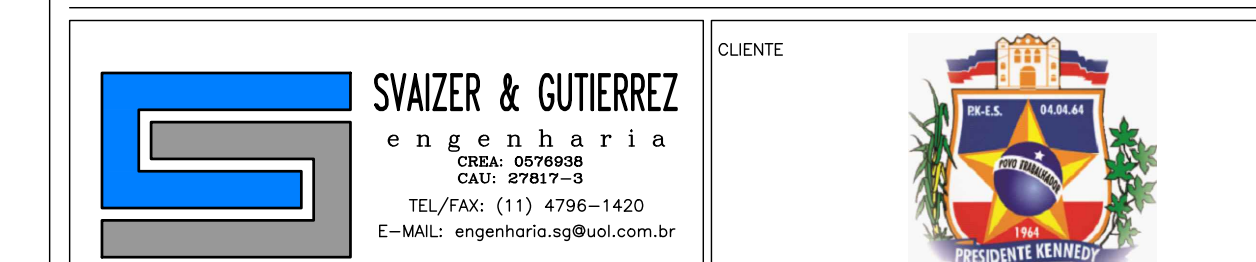 SVAIZER & GUTIERREZ
engenharia
CREA: 0576938
CAU: 27817-3
TEL/FAX: (11) 4796-1420
E-MAIL: engenharia.sg@uol.com.br
CLIENTE
P.K-E.S. 04.04.64
POVO TRABALHADOR
1964
PRESIDENTE KENNEDY